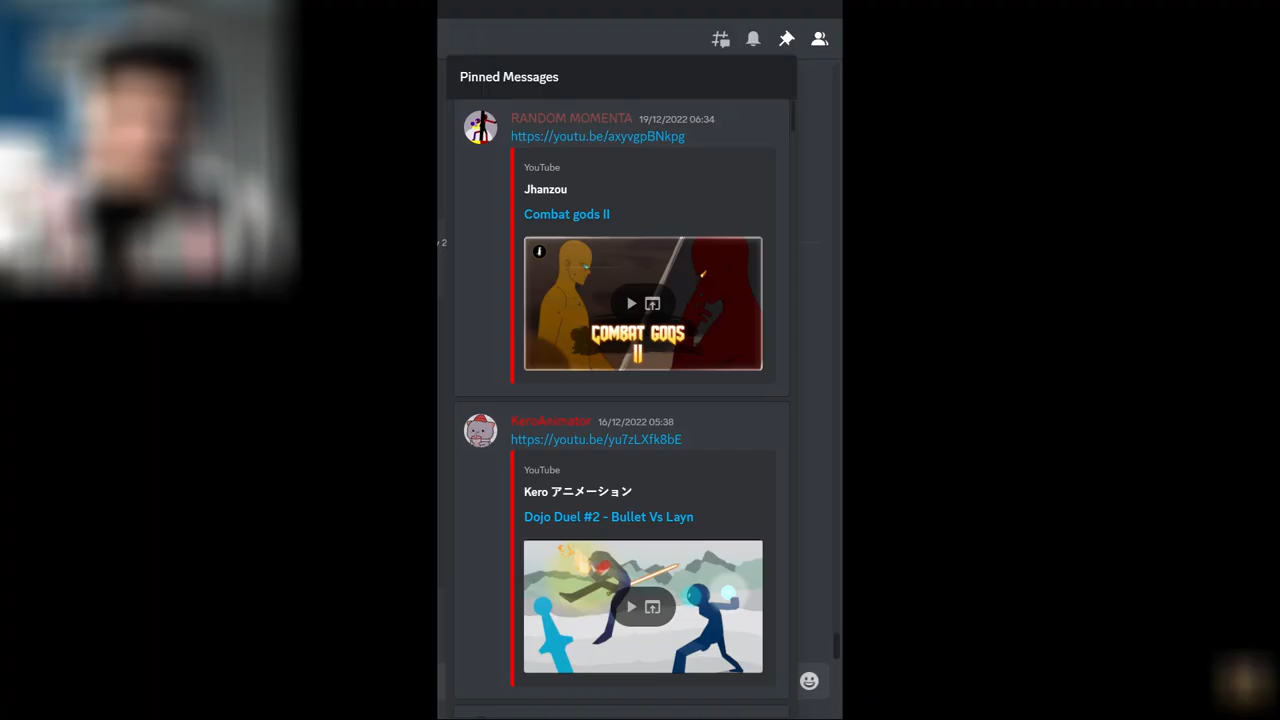 Pinned Messages
RANDOM MOMENTA 19/12/2022 06:34
https://youtu.be/axyvgpBNkpg
YouTube
Jhanzou
Combat gods II
COMBAT GODS
II
y 2
KeroAnimator 16/12/2022 05:38
https://youtu.be/yu7zLXfk8bE
YouTube
Kero アニメーション
Dojo Duel #2 - Bullet Vs Layn